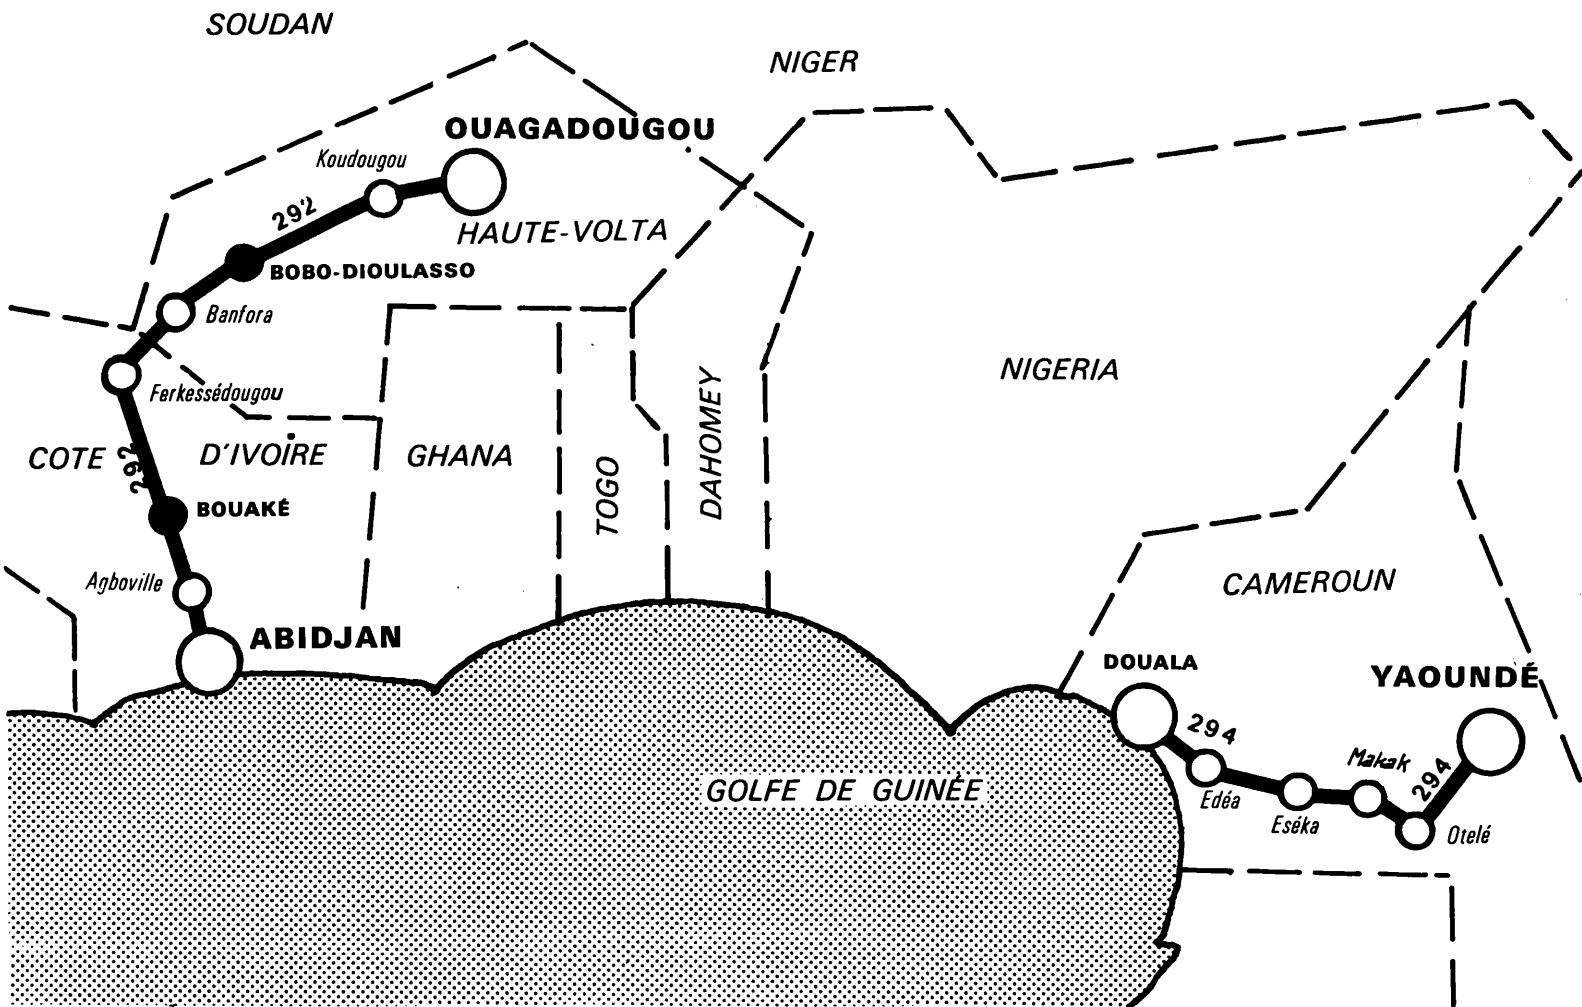 SOUDAN
NIGER
OUAGADOUGOU
Koudougou
292
HAUTE-VOLTA
BOBO-DIOULASSO
Banfora
Ferkessédougou
NIGERIA
COTE D'IVOIRE
292
GHANA
TOGO
DAHOMEY
BOUAKÉ
Agboville
CAMEROUN
ABIDJAN
DOUALA
YAOUNDÉ
294
Makak
294
GOLFE DE GUINÉE
Edéa
Eséka
Otelé